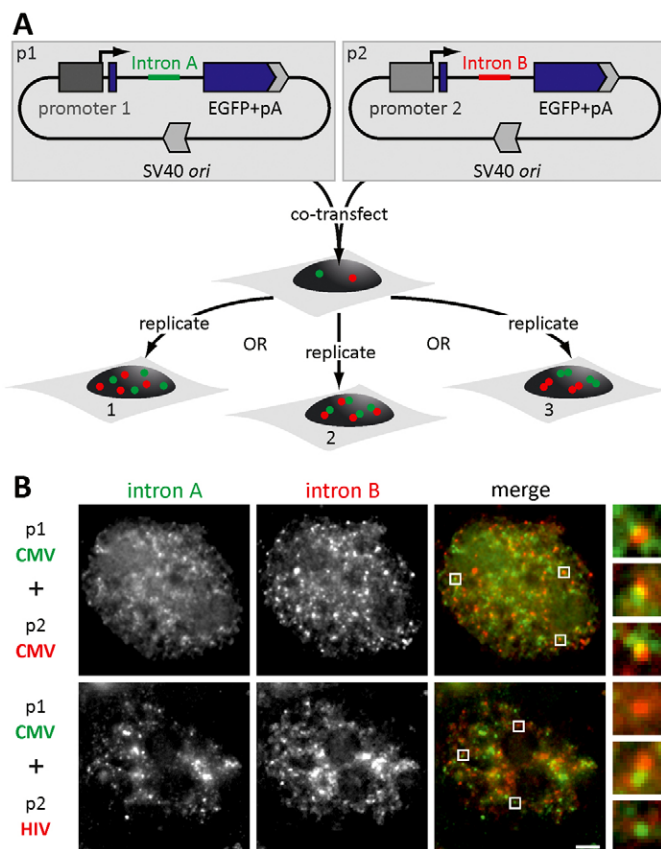 A
p1
Intron A
promoter 1
EGFP+pA
SV40 ori
p2
Intron B
promoter 2
EGFP+pA
SV40 ori
co-transfect
replicate
OR
replicate
OR
replicate
1
2
3
B
intron A
intron B
merge
p1
CMV
+
p2
CMV
p1
CMV
+
p2
HIV